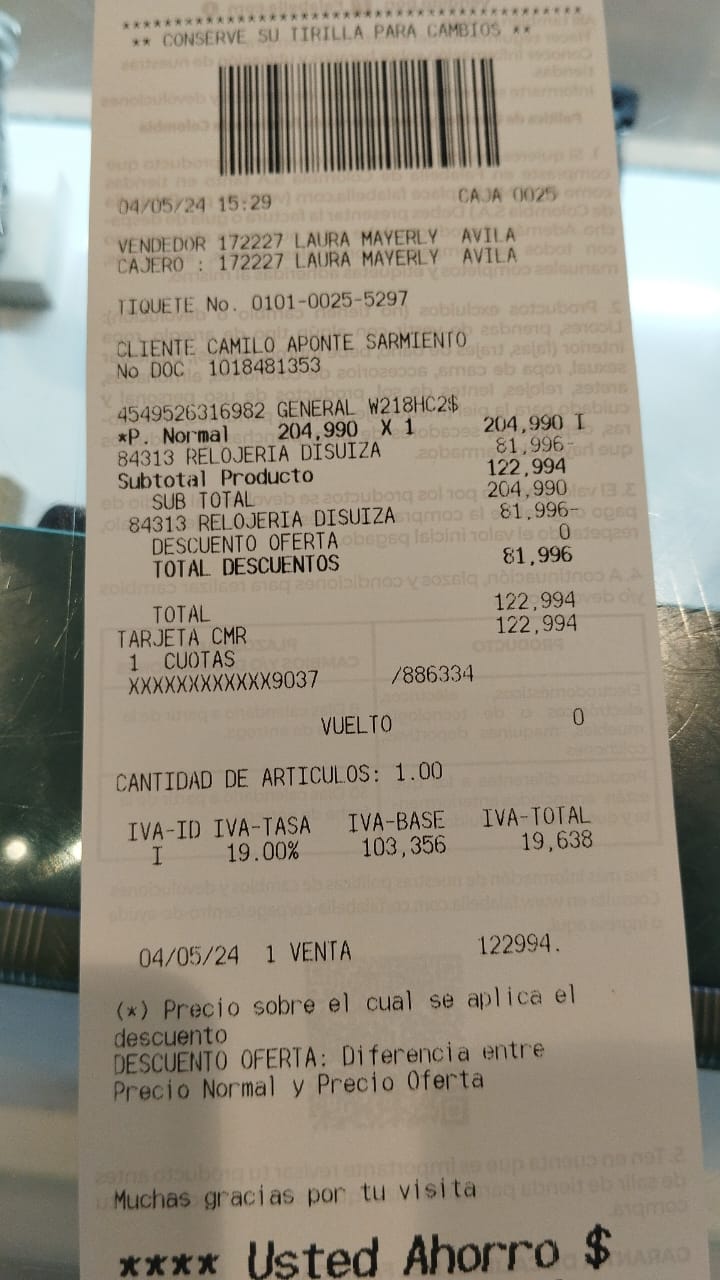 ****************************************
** CONSERVE SU TIRILLA PARA CAMBIOS **
04/05/24 15:29 CAJA 0025
VENDEDOR 172227 LAURA MAYERLY AVILA
CAJERO : 172227 LAURA MAYERLY AVILA
TIQUETE No. 0101-0025-5297
CLIENTE CAMILO APONTE SARMIENTO
No DOC 1018481353
4549526316982 GENERAL W218HC2$
*P. Normal 204,990 X 1 204,990 I
84313 RELOJERIA DISUIZA 81,996-
Subtotal Producto 122,994
SUB TOTAL 204,990
84313 RELOJERIA DISUIZA 81,996-
DESCUENTO OFERTA 0
TOTAL DESCUENTOS 81,996
TOTAL 122,994
TARJETA CMR 122,994
1 CUOTAS
XXXXXXXXXXXX9037 /886334
VUELTO 0
CANTIDAD DE ARTICULOS: 1.00
IVA-ID IVA-TASA IVA-BASE IVA-TOTAL
I 19.00% 103,356 19,638
04/05/24 1 VENTA 122994.
(*) Precio sobre el cual se aplica el
descuento
DESCUENTO OFERTA: Diferencia entre
Precio Normal y Precio Oferta
Muchas gracias por tu visita
**** Usted Ahorro $